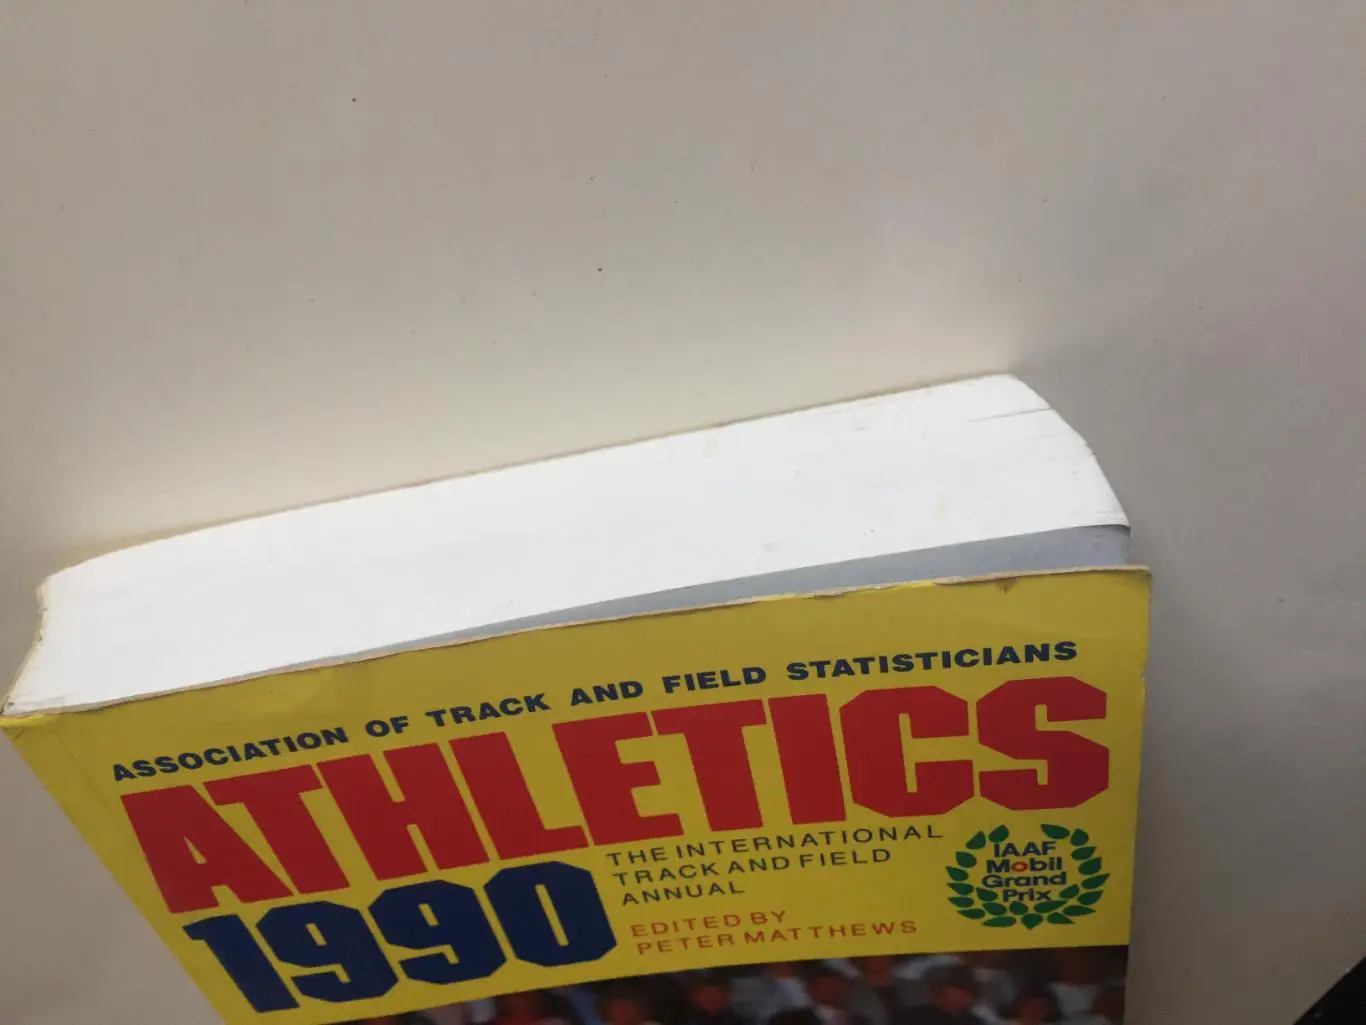 ASSOCIATION OF TRACK AND FIELD STATISTICIANS
ATHLETICS
1990
THE INTERNATIONAL
TRACK AND FIELD
ANNUAL
EDITED BY
PETER MATTHEWS
IAAF
Mobil
Grand
Prix